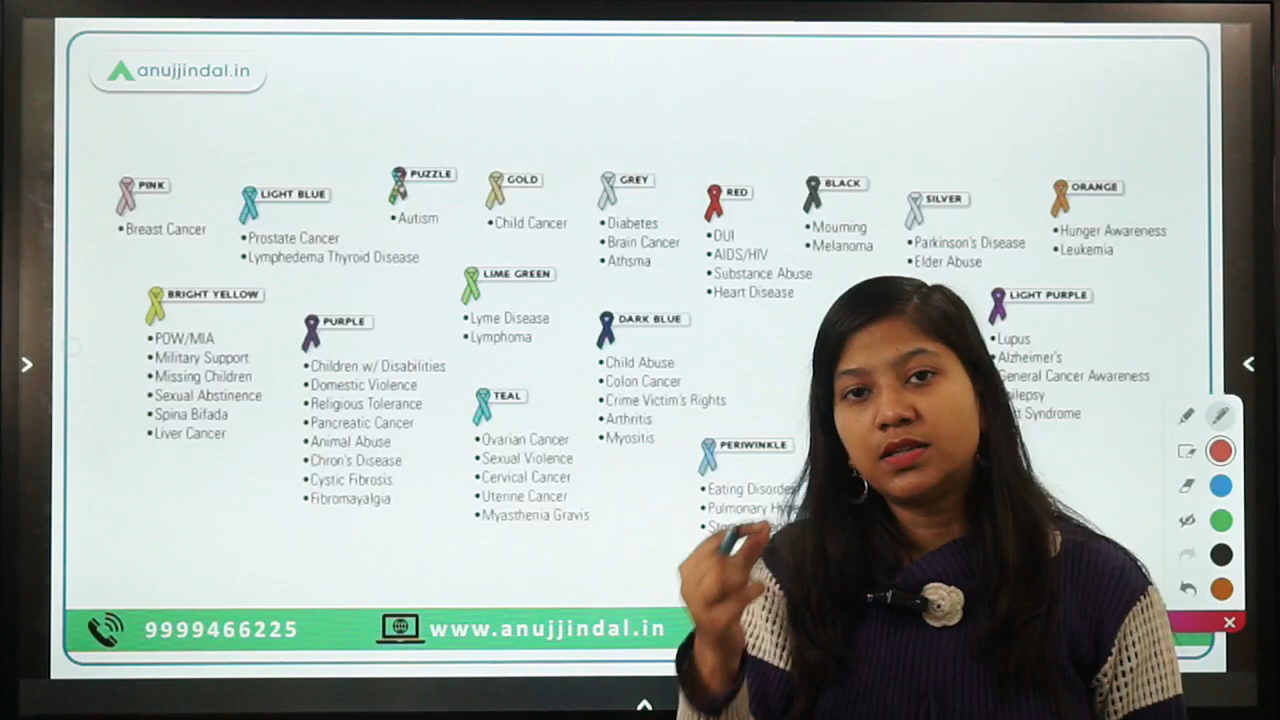 anujjindal.in
PINK
• Breast Cancer
LIGHT BLUE
• Prostate Cancer
• Lymphedema Thyroid Disease
PUZZLE
• Autism
GOLD
• Child Cancer
GREY
• Diabetes
• Brain Cancer
• Athsma
RED
• DUI
• AIDS/HIV
• Substance Abuse
• Heart Disease
BLACK
• Mourning
• Melanoma
SILVER
• Parkinson's Disease
• Elder Abuse
ORANGE
• Hunger Awareness
• Leukemia
BRIGHT YELLOW
• POW/MIA
• Military Support
• Missing Children
• Sexual Abstinence
• Spina Bifada
• Liver Cancer
PURPLE
• Children w/ Disabilities
• Domestic Violence
• Religious Tolerance
• Pancreatic Cancer
• Animal Abuse
• Chron's Disease
• Cystic Fibrosis
• Fibromayalgia
LIME GREEN
• Lyme Disease
• Lymphoma
TEAL
• Ovarian Cancer
• Sexual Violence
• Cervical Cancer
• Uterine Cancer
• Myasthenia Gravis
DARK BLUE
• Child Abuse
• Colon Cancer
• Crime Victim's Rights
• Arthritis
• Myositis
PERIWINKLE
• Eating
• Pulmonary
LIGHT PURPLE
• Lupus
• Alzheimer's
General Cancer Awareness
Syndrome
9999466225
www.anujjindal.in